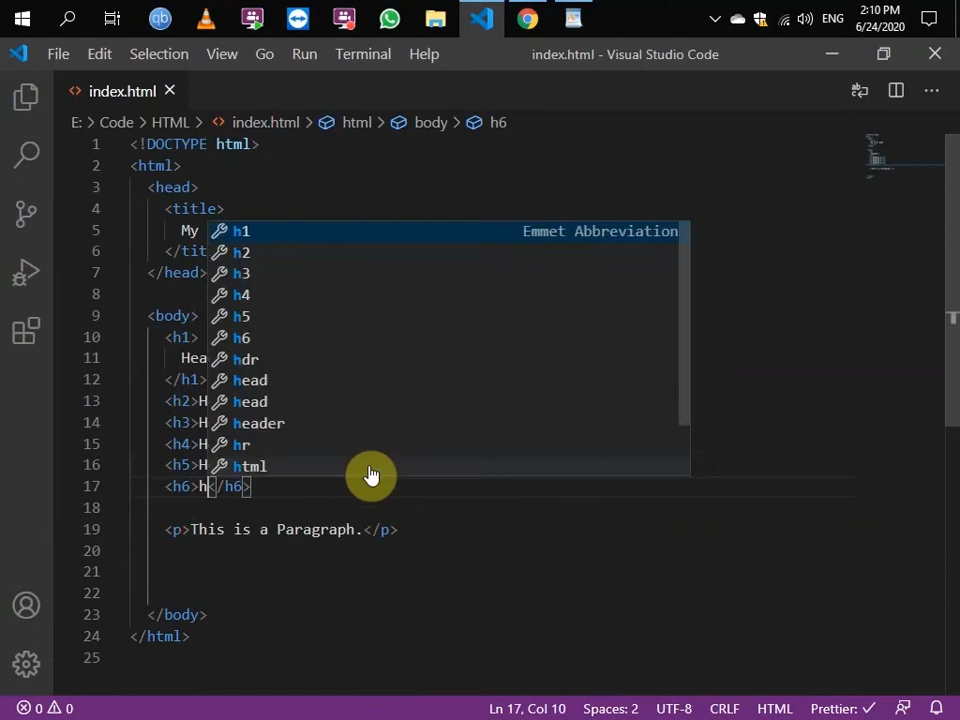 qb
ENG
2:10 PM
6/24/2020
File Edit Selection View Go Run Terminal Help
index.html - Visual Studio Code
index.html
E: > Code > HTML > index.html > html > body > h6
1 <!DOCTYPE html>
2 <html>
3 <head>
4 <title>
5 My
6 </tit
7 </head>
8
9 <body>
10 <h1>
11 Hea
12 </h1>
13 <h2>H
14 <h3>H
15 <h4>H
16 <h5>H
17 <h6>h</h6>
18
19 <p>This is a Paragraph.</p>
20
21
22
23 </body>
24 </html>
25
h1 Emmet Abbreviation
h2
h3
h4
h5
h6
hdr
head
head
header
hr
html
0 0
Ln 17, Col 10
Spaces: 2
UTF-8
CRLF
HTML
Prettier: ✓